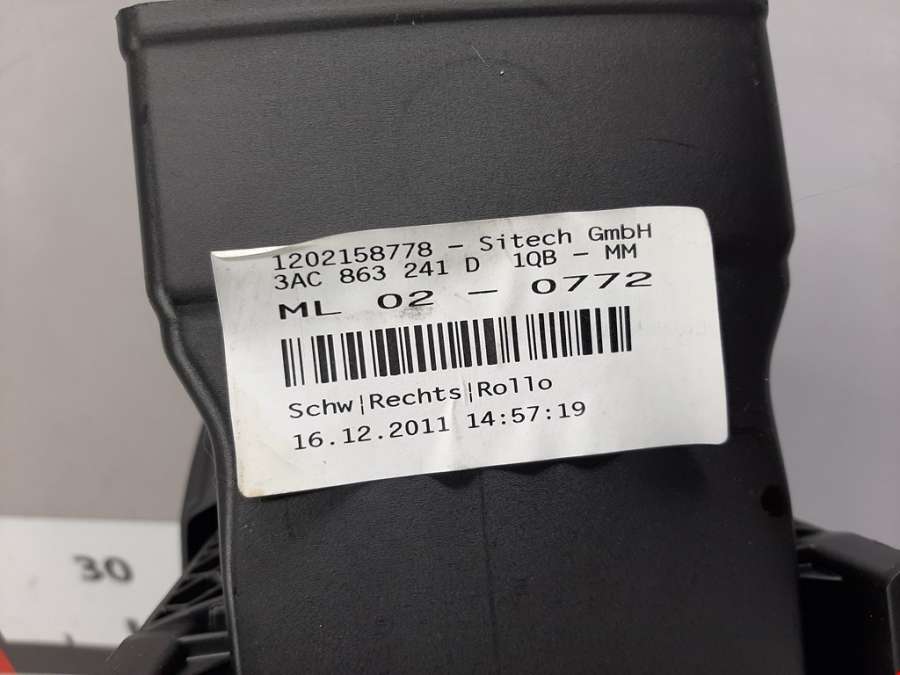 1202158778 - Sitech GmbH
3AC 863 241 D 1QB - MM
ML 02 - 0772
Schw|Rechts|Rollo
16.12.2011 14:57:19
30